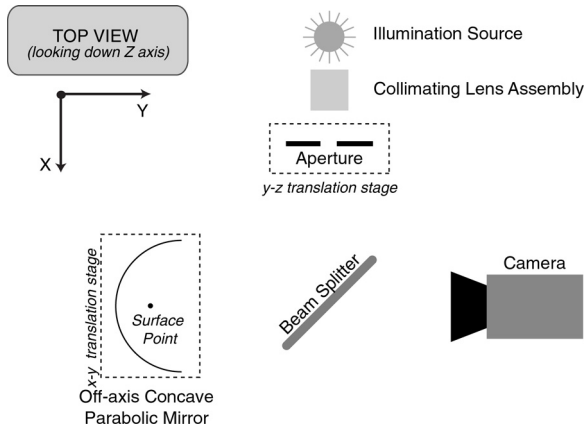 TOP VIEW
(looking down Z axis)
Illumination Source
Collimating Lens Assembly
Y
X
Aperture
y-z translation stage
x-y translation stage
Surface
Point
Beam Splitter
Camera
Off-axis Concave
Parabolic Mirror